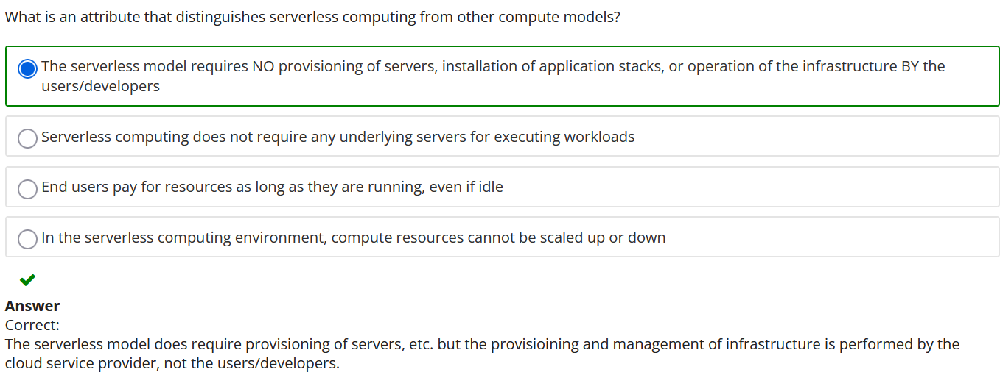 What is an attribute that distinguishes serverless computing from other compute models?
The serverless model requires NO provisioning of servers, installation of application stacks, or operation of the infrastructure BY the
users/developers
Serverless computing does not require any underlying servers for executing workloads
End users pay for resources as long as they are running, even if idle
In the serverless computing environment, compute resources cannot be scaled up or down
Answer
Correct:
The serverless model does require provisioning of servers, etc. but the provisioining and management of infrastructure is performed by the
cloud service provider, not the users/developers.